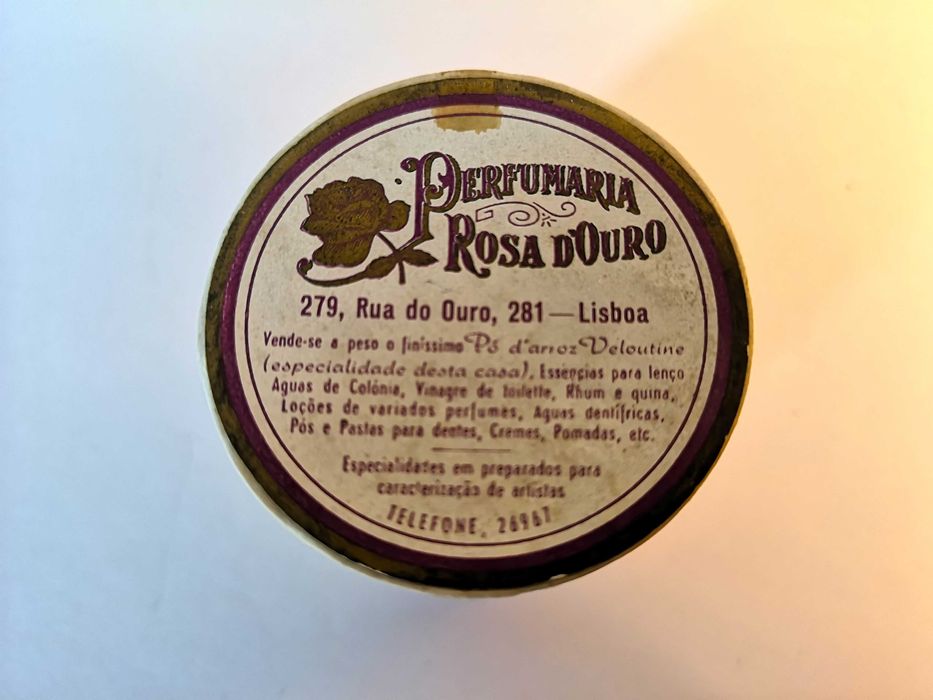 PERFUMARIA
ROSA D'OURO
279, Rua do Ouro, 281 — Lisboa
Vende-se a peso o finíssimo Pó d'arroz Veloutine
(especialidade desta casa), Essências para lenço
Aguas de Colónia, Vinagre de toilette, Rhum e quina,
Loções de variados perfumes, Aguas dentífricas,
Pós e Pastas para dentes, Cremes, Pomadas, etc.
Especialidades em preparados para
caracterização de artistas
TELEFONE, 26967